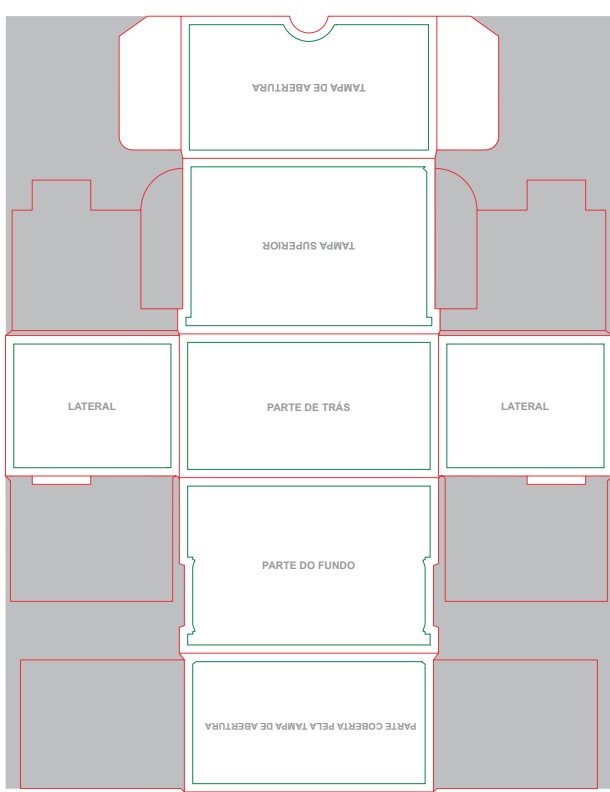 TAMPA DE ABERTURA
TAMPA SUPERIOR
LATERAL
PARTE DE TRÁS
LATERAL
PARTE DO FUNDO
PARTE COBERTA PELA TAMPA DE ABERTURA